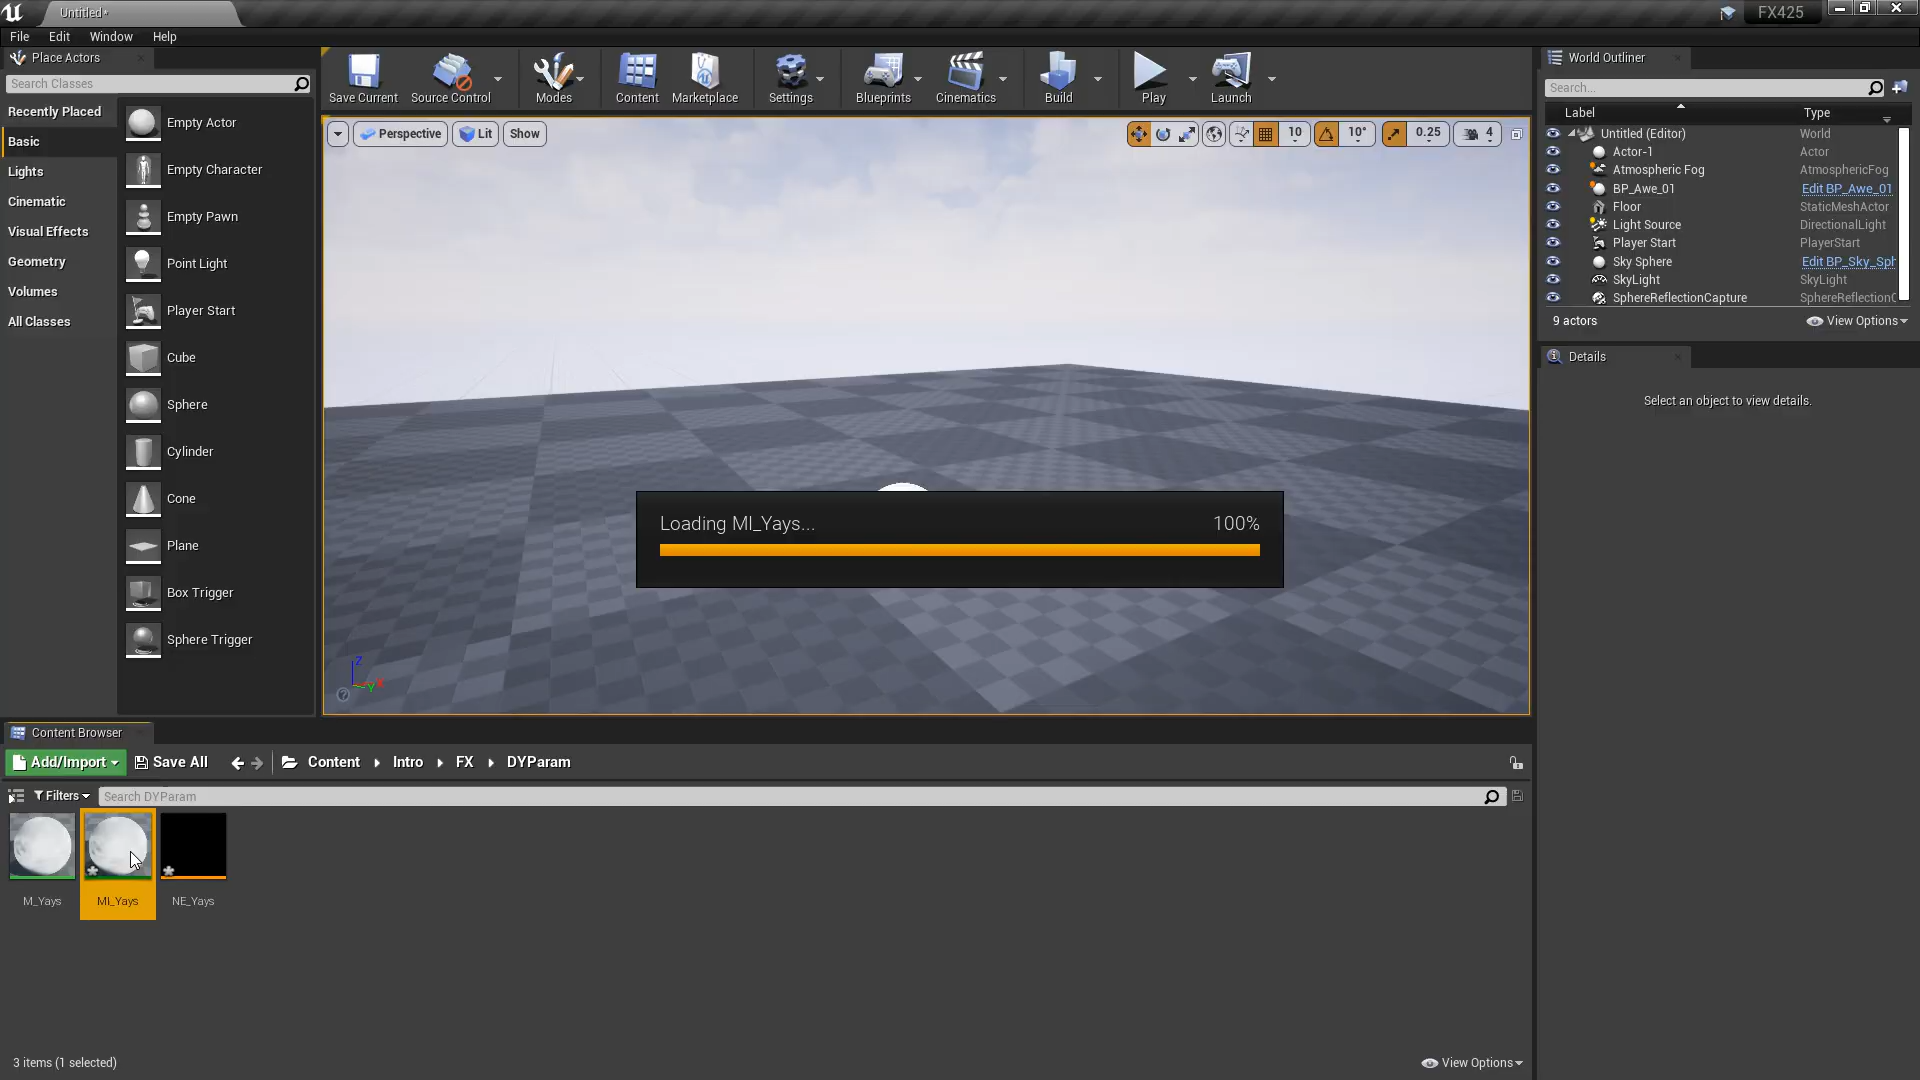 Untitled*
FX425
File Edit Window Help
Place Actors
Search Classes
Recently Placed
Basic
Lights
Cinematic
Visual Effects
Geometry
Volumes
All Classes
Empty Actor
Empty Character
Empty Pawn
Point Light
Player Start
Cube
Sphere
Cylinder
Cone
Plane
Box Trigger
Sphere Trigger
Save Current Source Control Modes Content Marketplace Settings Blueprints Cinematics Build Play Launch
Perspective Lit Show
10 10° 0.25 4
Loading MI_Yays... 100%
Z
X
Y
World Outliner
Search...
Label Type
Untitled (Editor) World
Actor-1 Actor
Atmospheric Fog AtmosphericFog
BP_Awe_01 Edit BP_Awe_01
Floor StaticMeshActor
Light Source DirectionalLight
Player Start PlayerStart
Sky Sphere Edit BP_Sky_Sph
SkyLight SkyLight
SphereReflectionCapture SphereReflectionC
9 actors View Options
Details
Select an object to view details.
Content Browser
Add/Import Save All Content Intro FX DYParam
Filters Search DYParam
M_Yays MI_Yays NE_Yays
3 items (1 selected) View Options